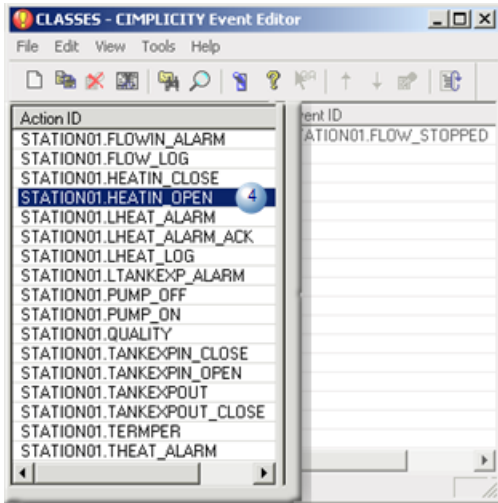 CLASSES - CIMPLICITY Event Editor
File Edit View Tools Help
Action ID
STATION01.FLOWIN_ALARM
STATION01.FLOW_LOG
STATION01.HEATIN_CLOSE
STATION01.HEATIN_OPEN 4
STATION01.LHEAT_ALARM
STATION01.LHEAT_ALARM_ACK
STATION01.LHEAT_LOG
STATION01.LTANKEXP_ALARM
STATION01.PUMP_OFF
STATION01.PUMP_ON
STATION01.QUALITY
STATION01.TANKEXPIN_CLOSE
STATION01.TANKEXPIN_OPEN
STATION01.TANKEXPOUT
STATION01.TANKEXPOUT_CLOSE
STATION01.TERMPER
STATION01.THEAT_ALARM
vent ID
ATION01.FLOW_STOPPED